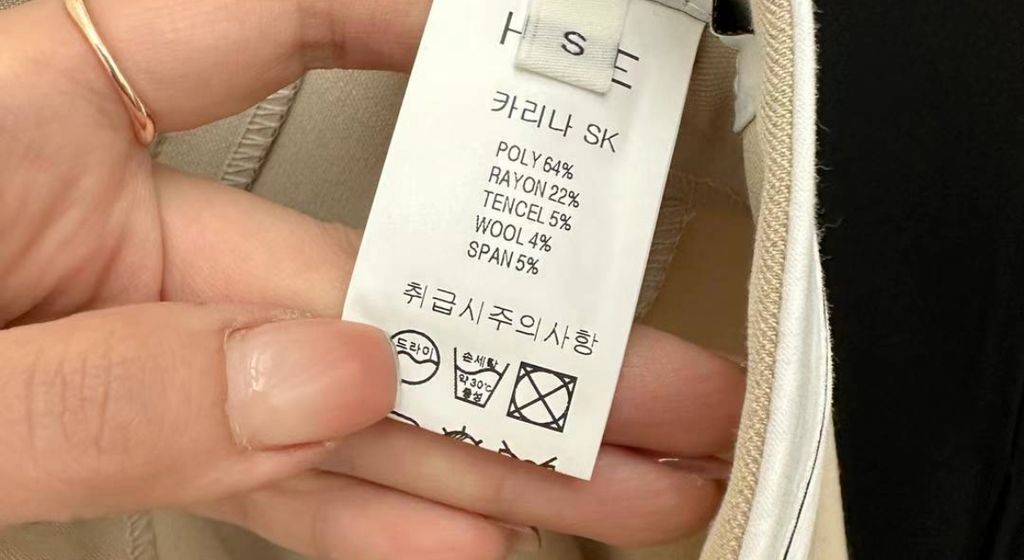 S
카리나 SK
POLY 64%
RAYON 22%
TENCEL 5%
WOOL 4%
SPAN 5%
취급시주의사항
드라이
손세탁
약 30℃
중성